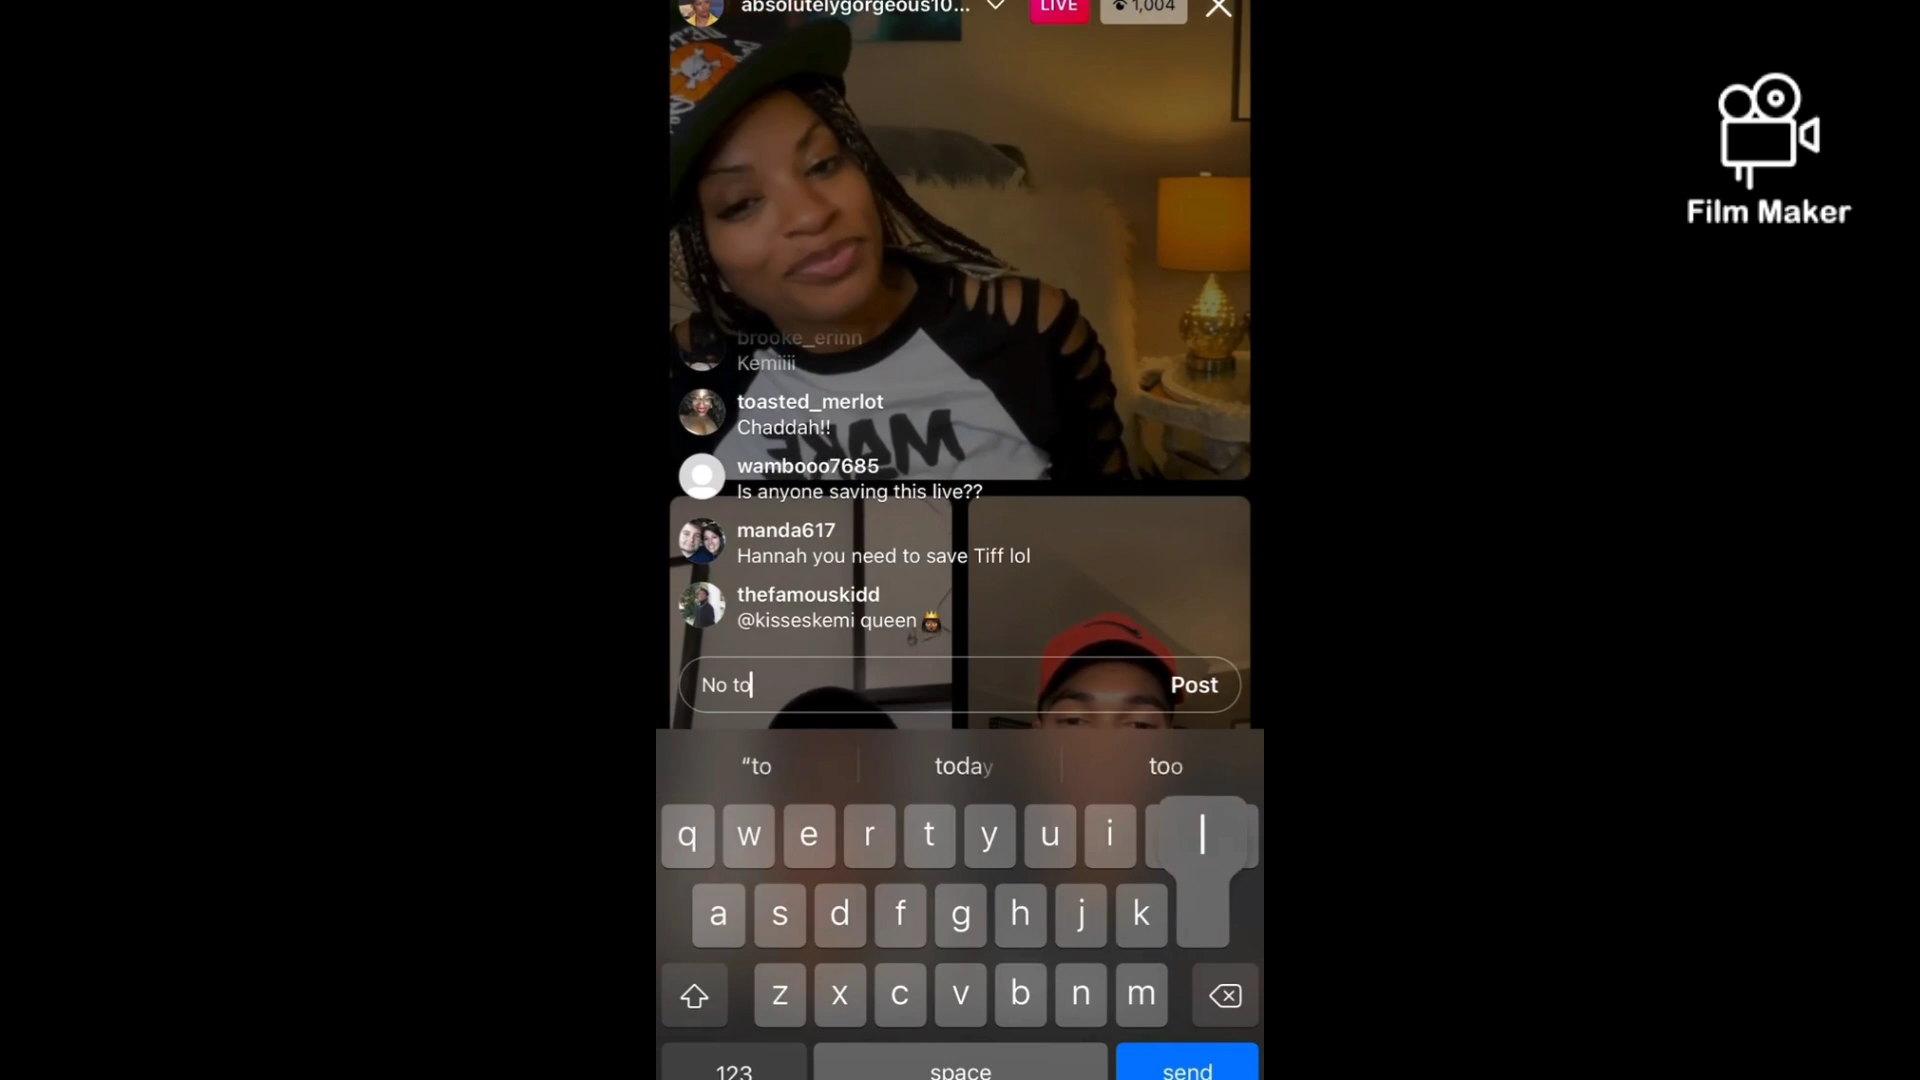 absolutelygorgeous10...
LIVE
1,004
Film Maker
brooke_erinn
Kemiiii
toasted_merlot
Chaddah!!
MAKE
wambooo7685
Is anyone saving this live??
manda617
Hannah you need to save Tiff lol
thefamouskidd
@kisseskemi queen 👸🏾
No to
Post
“to
today
too
q w e r t y u i l
a s d f g h j k
z x c v b n m
123
space
send